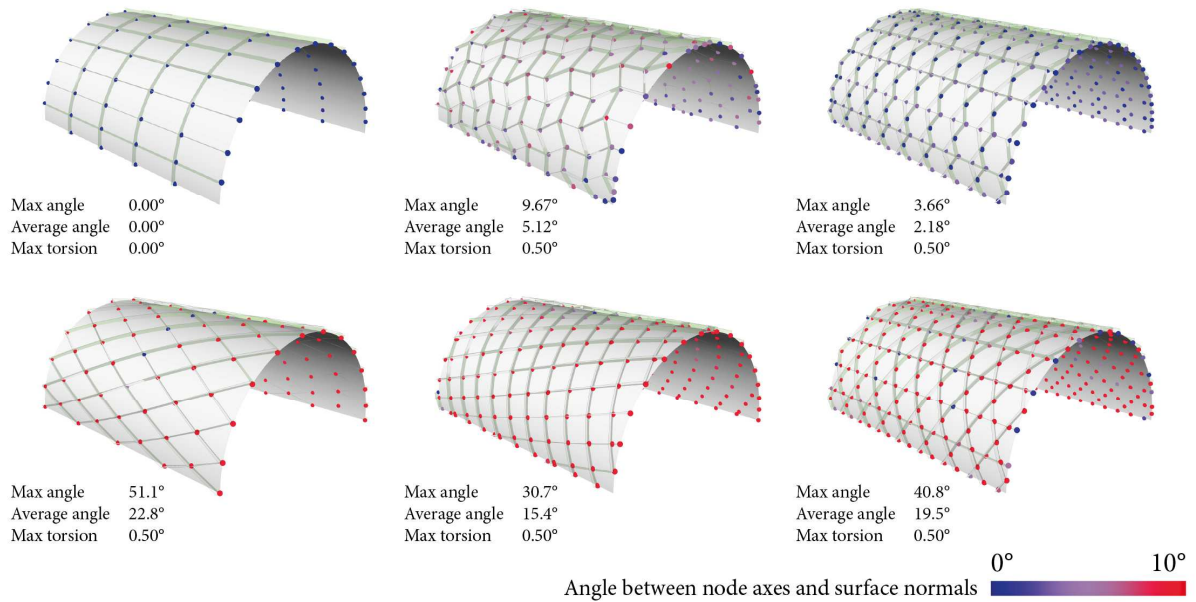 Max angle 0.00°
Average angle 0.00°
Max torsion 0.00°
Max angle 9.67°
Average angle 5.12°
Max torsion 0.50°
Max angle 3.66°
Average angle 2.18°
Max torsion 0.50°
Max angle 51.1°
Average angle 22.8°
Max torsion 0.50°
Max angle 30.7°
Average angle 15.4°
Max torsion 0.50°
Max angle 40.8°
Average angle 19.5°
Max torsion 0.50°
0° 10°
Angle between node axes and surface normals